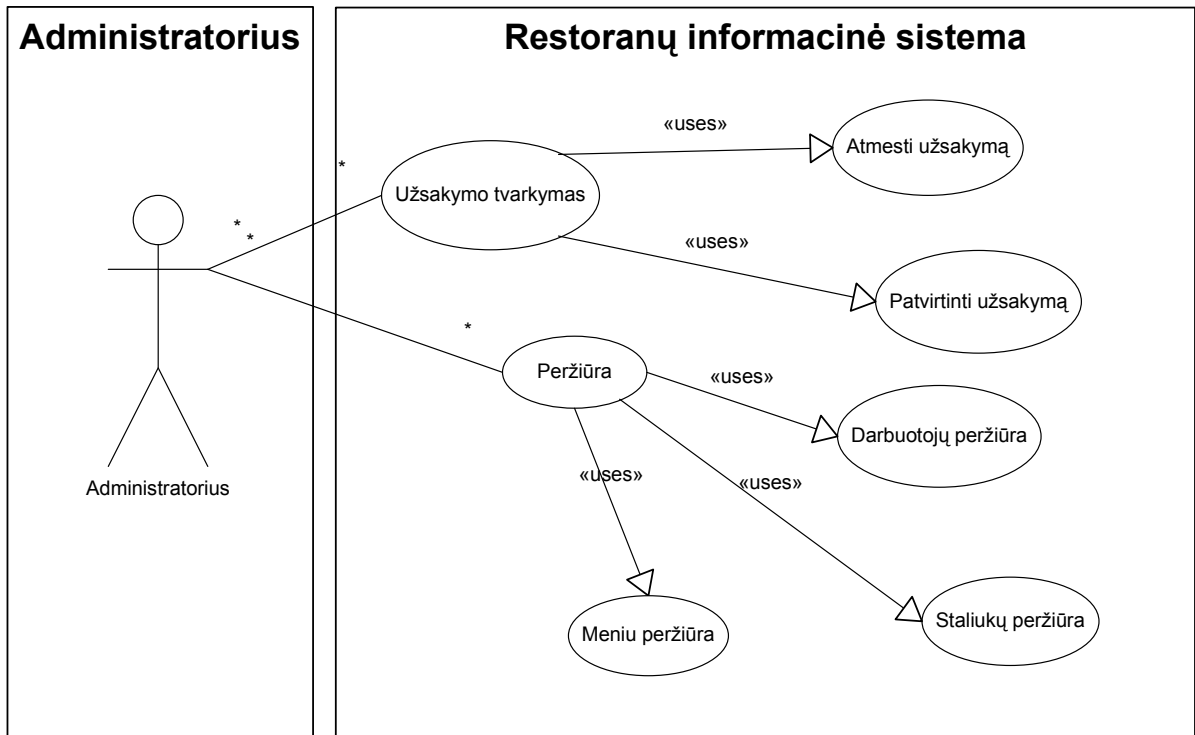 Administratorius
Restoranų informacinė sistema
«uses»
Atmesti užsakymą
*
Užsakymo tvarkymas
*
*
«uses»
Patvirtinti užsakymą
*
Peržiūra
«uses»
Darbuotojų peržiūra
«uses»
«uses»
Administratorius
Meniu peržiūra
Staliukų peržiūra